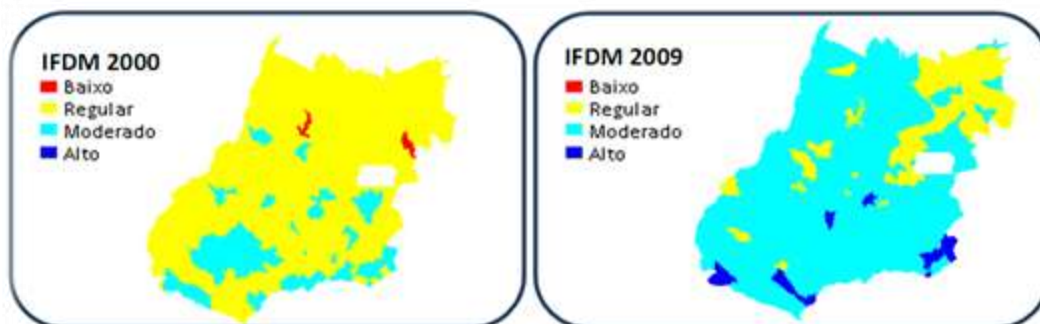 IFDM 2000
Baixo
Regular
Moderado
Alto
IFDM 2009
Baixo
Regular
Moderado
Alto